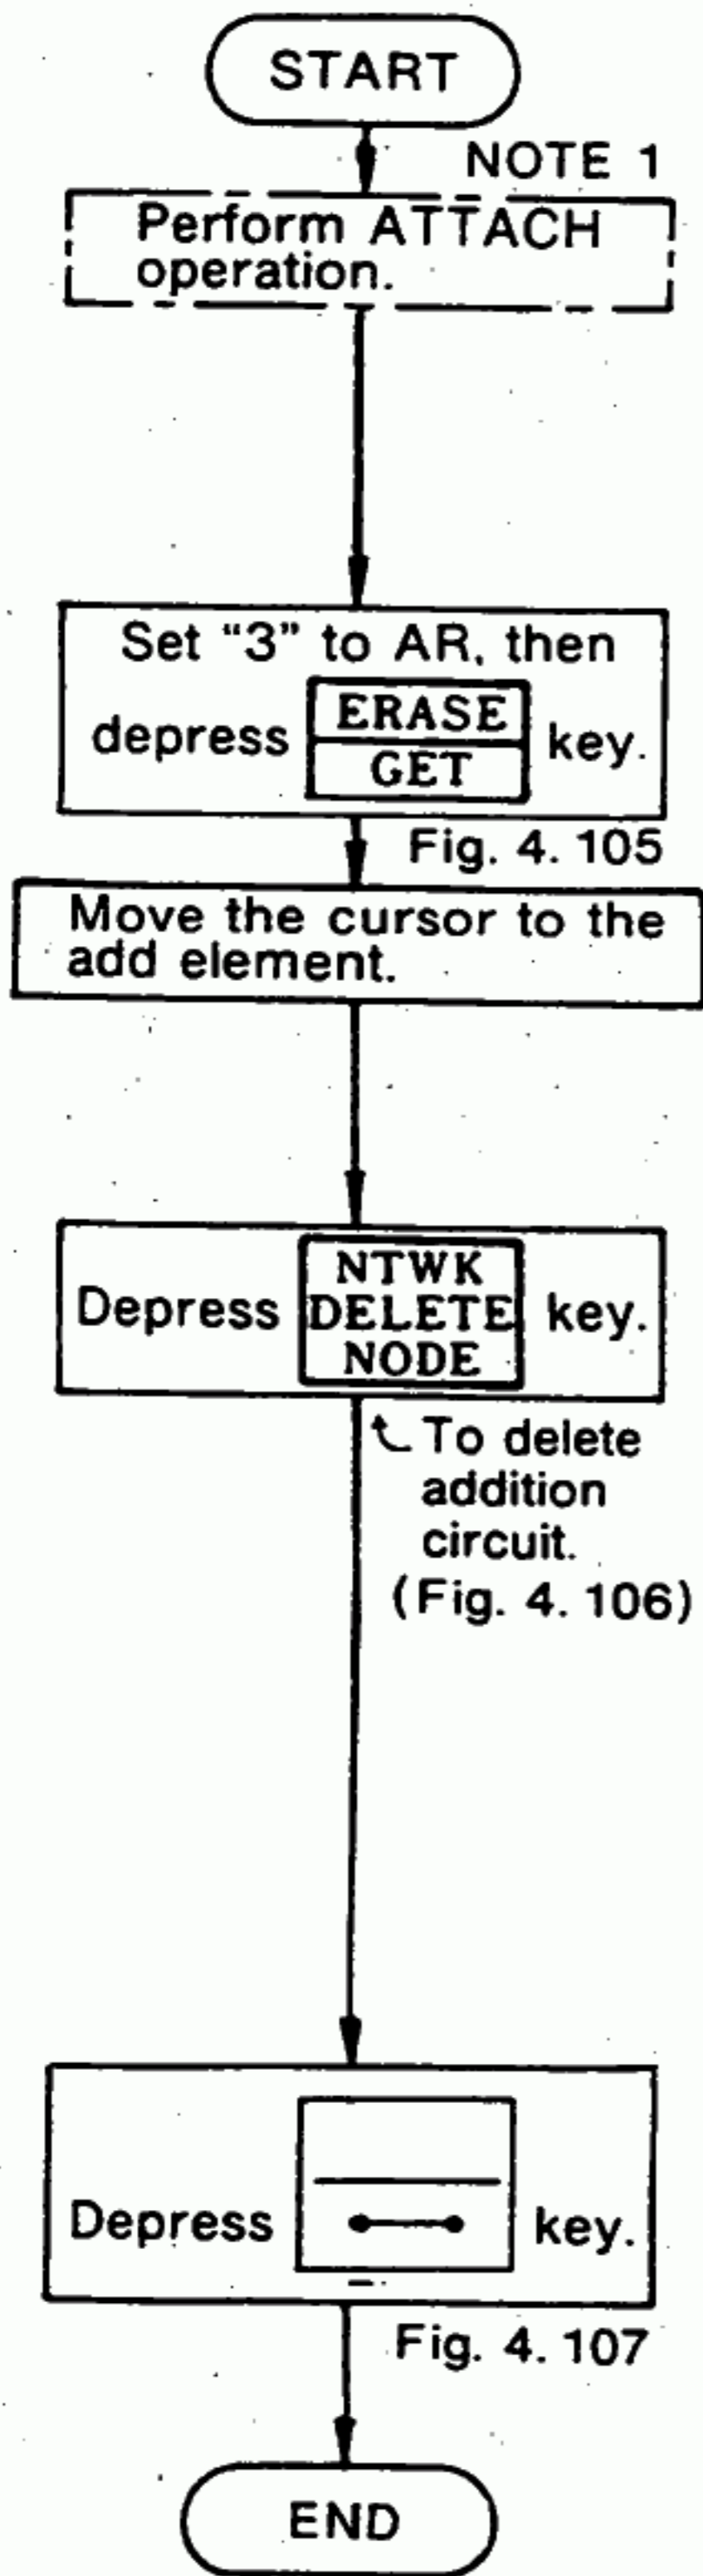 START
NOTE 1
Perform ATTACH
operation.
Set “3” to AR, then
depress ERASE GET key.
Fig. 4. 105
Move the cursor to the
add element.
Depress NTWK DELETE NODE key.
To delete
addition
circuit.
(Fig. 4. 106)
Depress key.
Fig. 4. 107
END